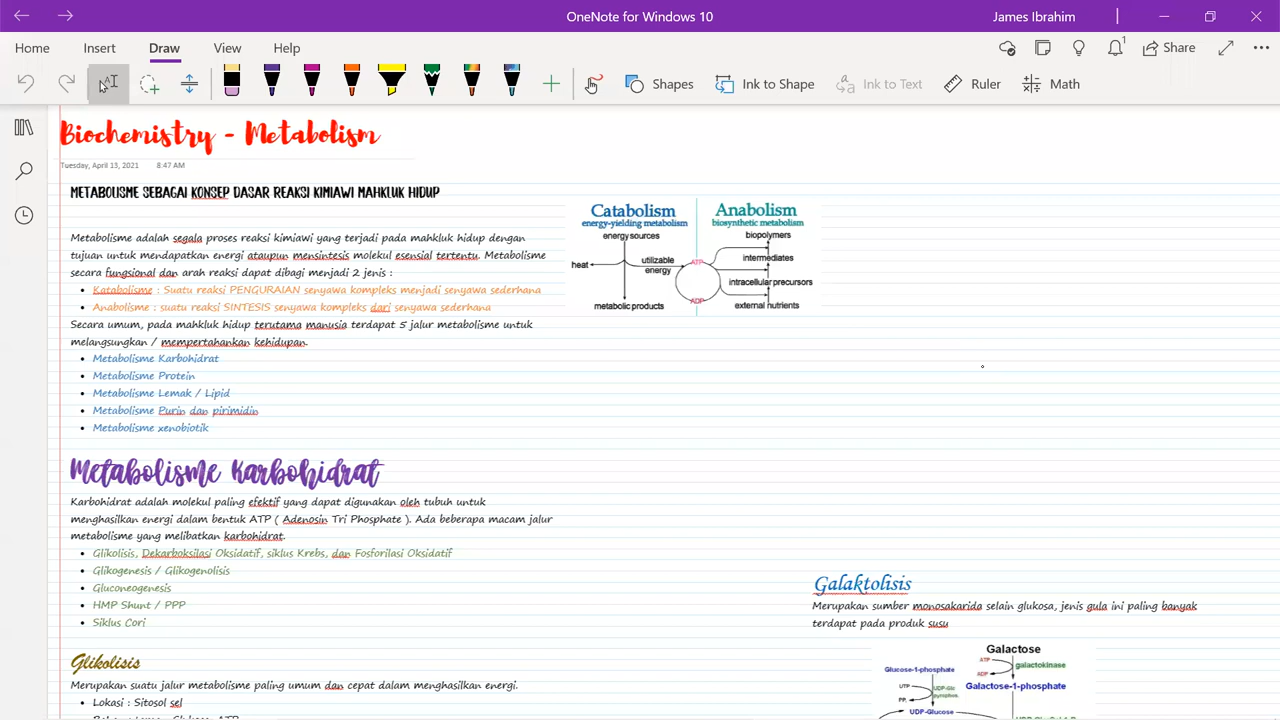 OneNote for Windows 10
James Ibrahim
Home Insert Draw View Help
1
Share
Shapes Ink to Shape Ink to Text Ruler Math
Biochemistry - Metabolism
Tuesday, April 13, 2021 8:47 AM
METABOLISME SEBAGAI KONSEP DASAR REAKSI KIMIAWI MAHKLUK HIDUP
Metabolisme adalah segala proses reaksi kimiawi yang terjadi pada mahkluk hidup dengan
tujuan untuk mendapatkan energi ataupun mensintesis molekul esensial tertentu. Metabolisme
secara fungsional dan arah reaksi dapat dibagi menjadi 2 jenis :
• Katabolisme : Suatu reaksi PENGURAIAN senyawa kompleks menjadi senyawa sederhana
• Anabolisme : suatu reaksi SINTESIS senyawa kompleks dari senyawa sederhana
Secara umum, pada mahkluk hidup terutama manusia terdapat 5 jalur metabolisme untuk
melangsungkan / mempertahankan kehidupan.
• Metabolisme Karbohidrat
• Metabolisme Protein
• Metabolisme Lemak / Lipid
• Metabolisme Purin dan pirimidin
• Metabolisme xenobiotik
Catabolism
energy-yielding metabolism
energy sources
heat
utilizable
energy
metabolic products
ATP
ADP
Anabolism
biosynthetic metabolism
biopolymers
intermediates
intracellular precursors
external nutrients
Metabolisme Karbohidrat
Karbohidrat adalah molekul paling efektif yang dapat digunakan oleh tubuh untuk
menghasilkan energi dalam bentuk ATP ( Adenosin Tri Phosphate ). Ada beberapa macam jalur
metabolisme yang melibatkan karbohidrat.
• Glikolisis, Dekarboksilasi Oksidatif, siklus Krebs, dan Fosforilasi Oksidatif
• Glikogenesis / Glikogenolisis
• Gluconeogenesis
• HMP Shunt / PPP
• Siklus Cori
Glikolisis
Merupakan suatu jalur metabolisme paling umum dan cepat dalam menghasilkan energi.
• Lokasi : Sitosol sel
Galaktolisis
Merupakan sumber monosakarida selain glukosa, jenis gula ini paling banyak
terdapat pada produk susu
Galactose
ATP
ADP
galactokinase
Glucose-1-phosphate
Galactose-1-phosphate
UTP
PPi
UDP-Glc
UDP-Glucose